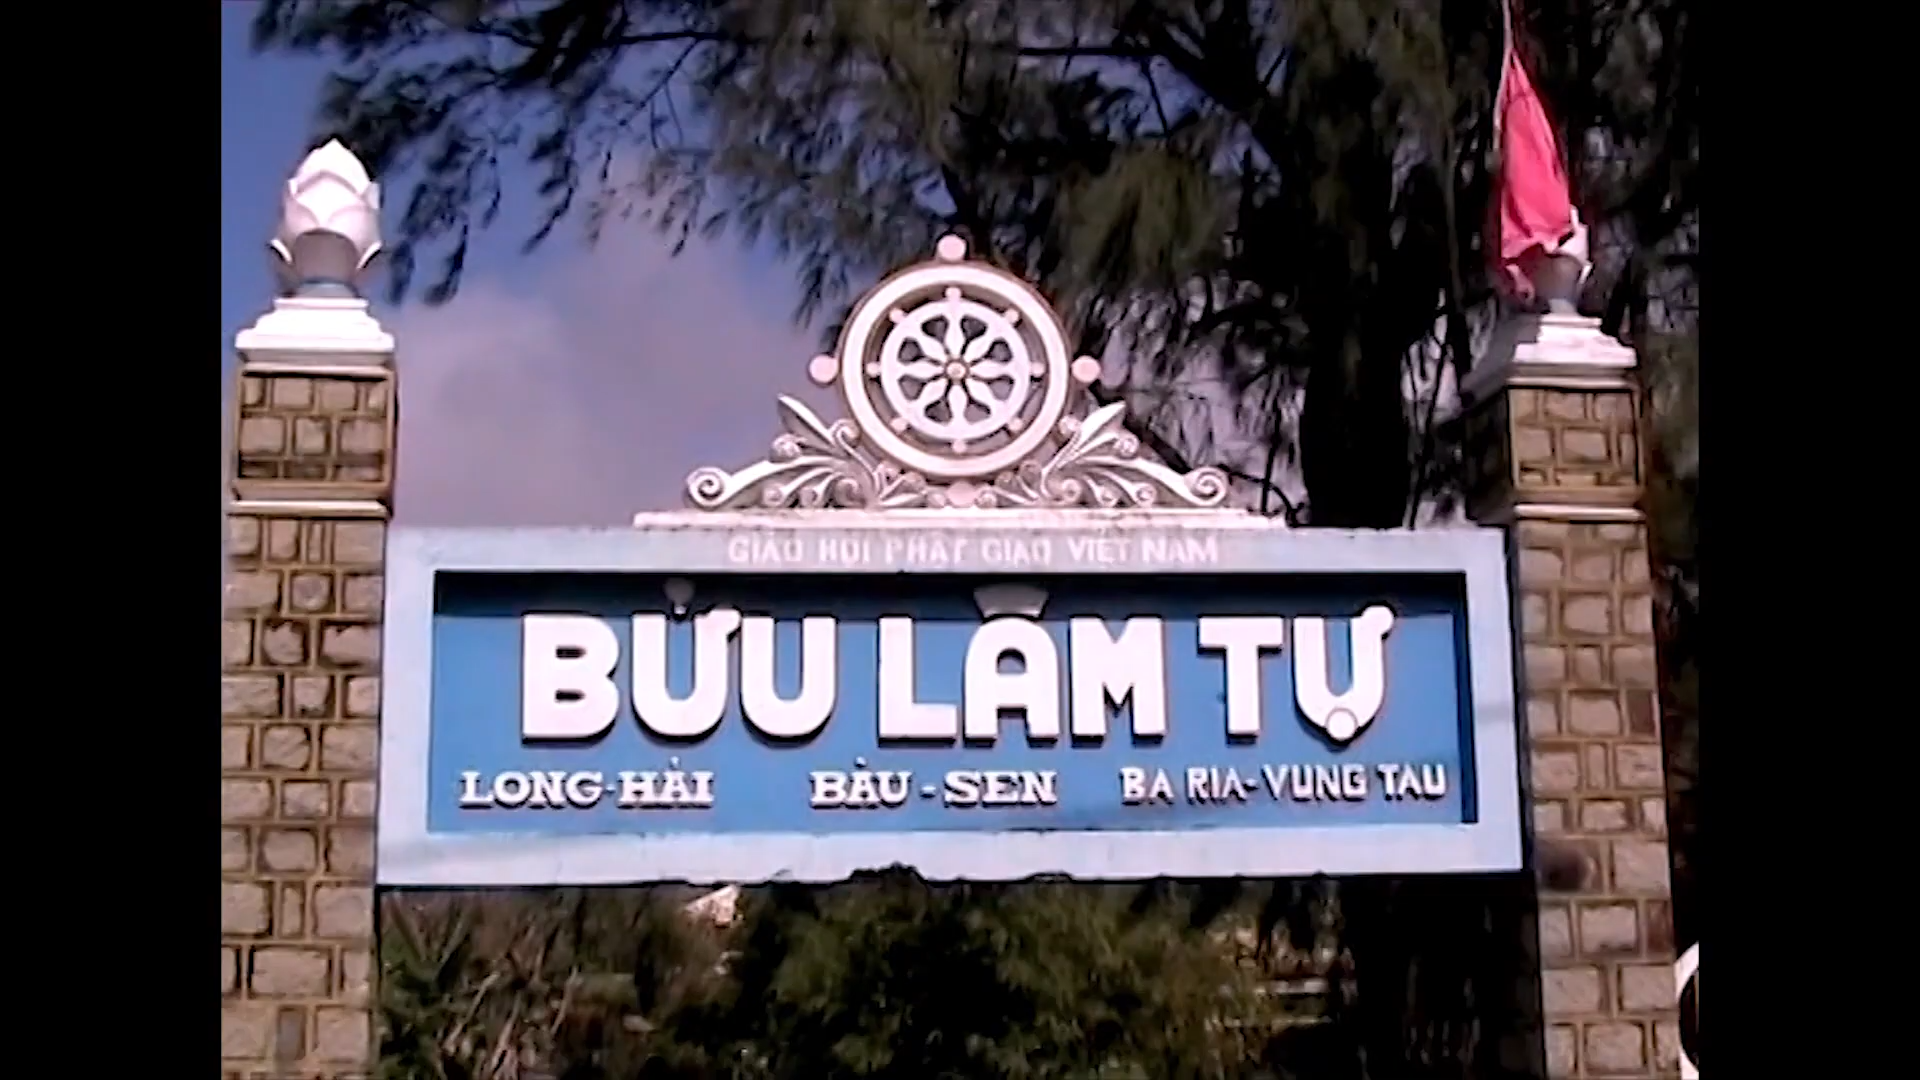 GIÁO HỘI PHẬT GIÁO VIỆT NAM
BỬU LÂM TỰ
LONG-HẢI BÀU-SEN BA RIA-VUNG TAU